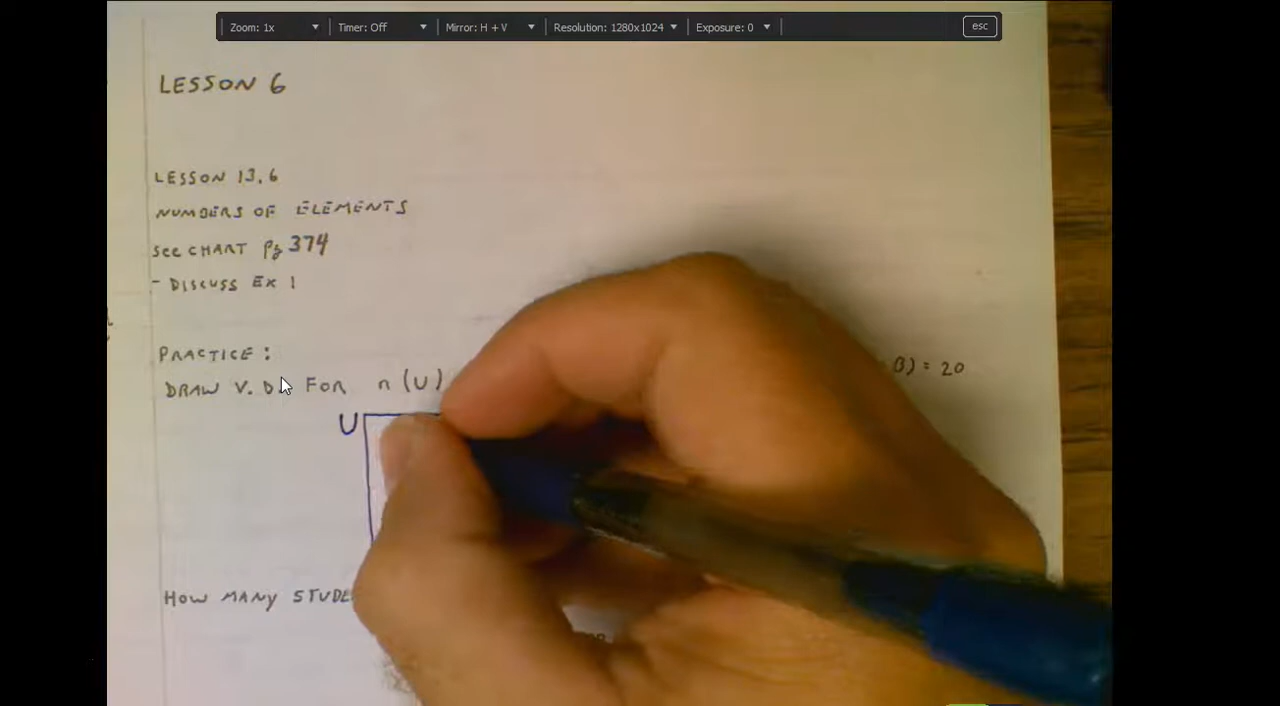 Zoom: 1x Timer: Off Mirror: H + V Resolution: 1280x1024 Exposure: 0 esc
LESSON 6
LESSON 13.6
NUMBERS OF ELEMENTS
See CHART Pg 374
- DISCUSS EX 1
PRACTICE:
DRAW V. D. FOR n(U) B) = 20
U
HOW MANY STUDE